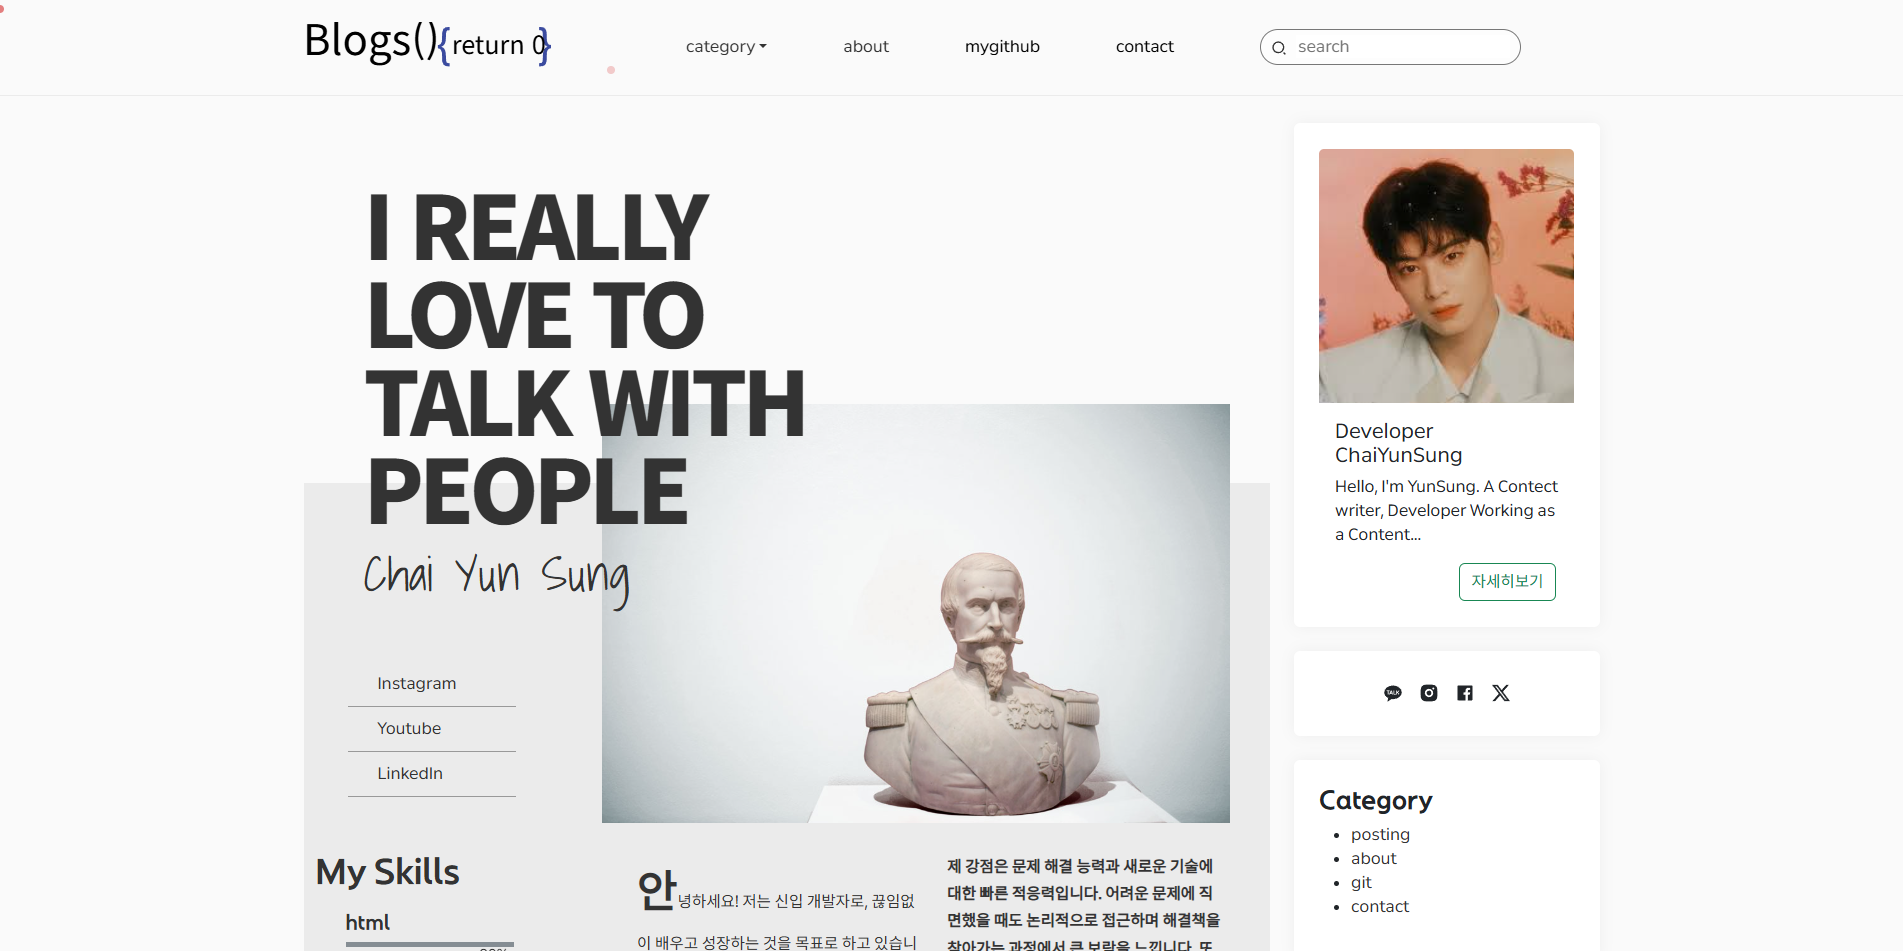 Blogs(){return 0}
category
about
mygithub
contact
search
I REALLY
LOVE TO
TALK WITH
PEOPLE
Chai Yun Sung
Instagram
Youtube
LinkedIn
My Skills
html
안녕하세요! 저는 신입 개발자로, 끊임없
이 배우고 성장하는 것을 목표로 하고 있습니
제 강점은 문제 해결 능력과 새로운 기술에
대한 빠른 적응력입니다. 어려운 문제에 직
면했을 때도 논리적으로 접근하며 해결책을
찾아가는 과정에서 큰 보람을 느낍니다. 또
Developer
ChaiYunSung
Hello, I'm YunSung. A Contect
writer, Developer Working as
a Content...
자세히보기
TALK
Category
posting
about
git
contact